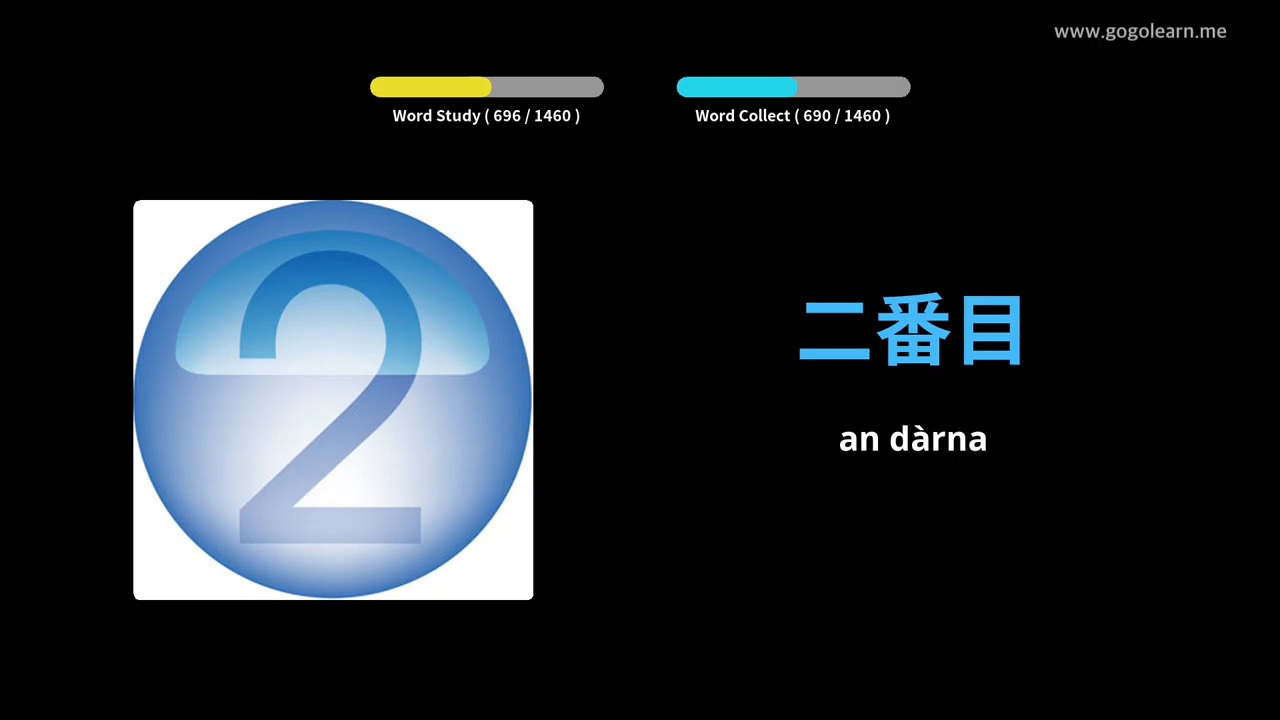 www.gogolearn.me
Word Study ( 696 / 1460 )
Word Collect ( 690 / 1460 )
2
二番目
an dàrna